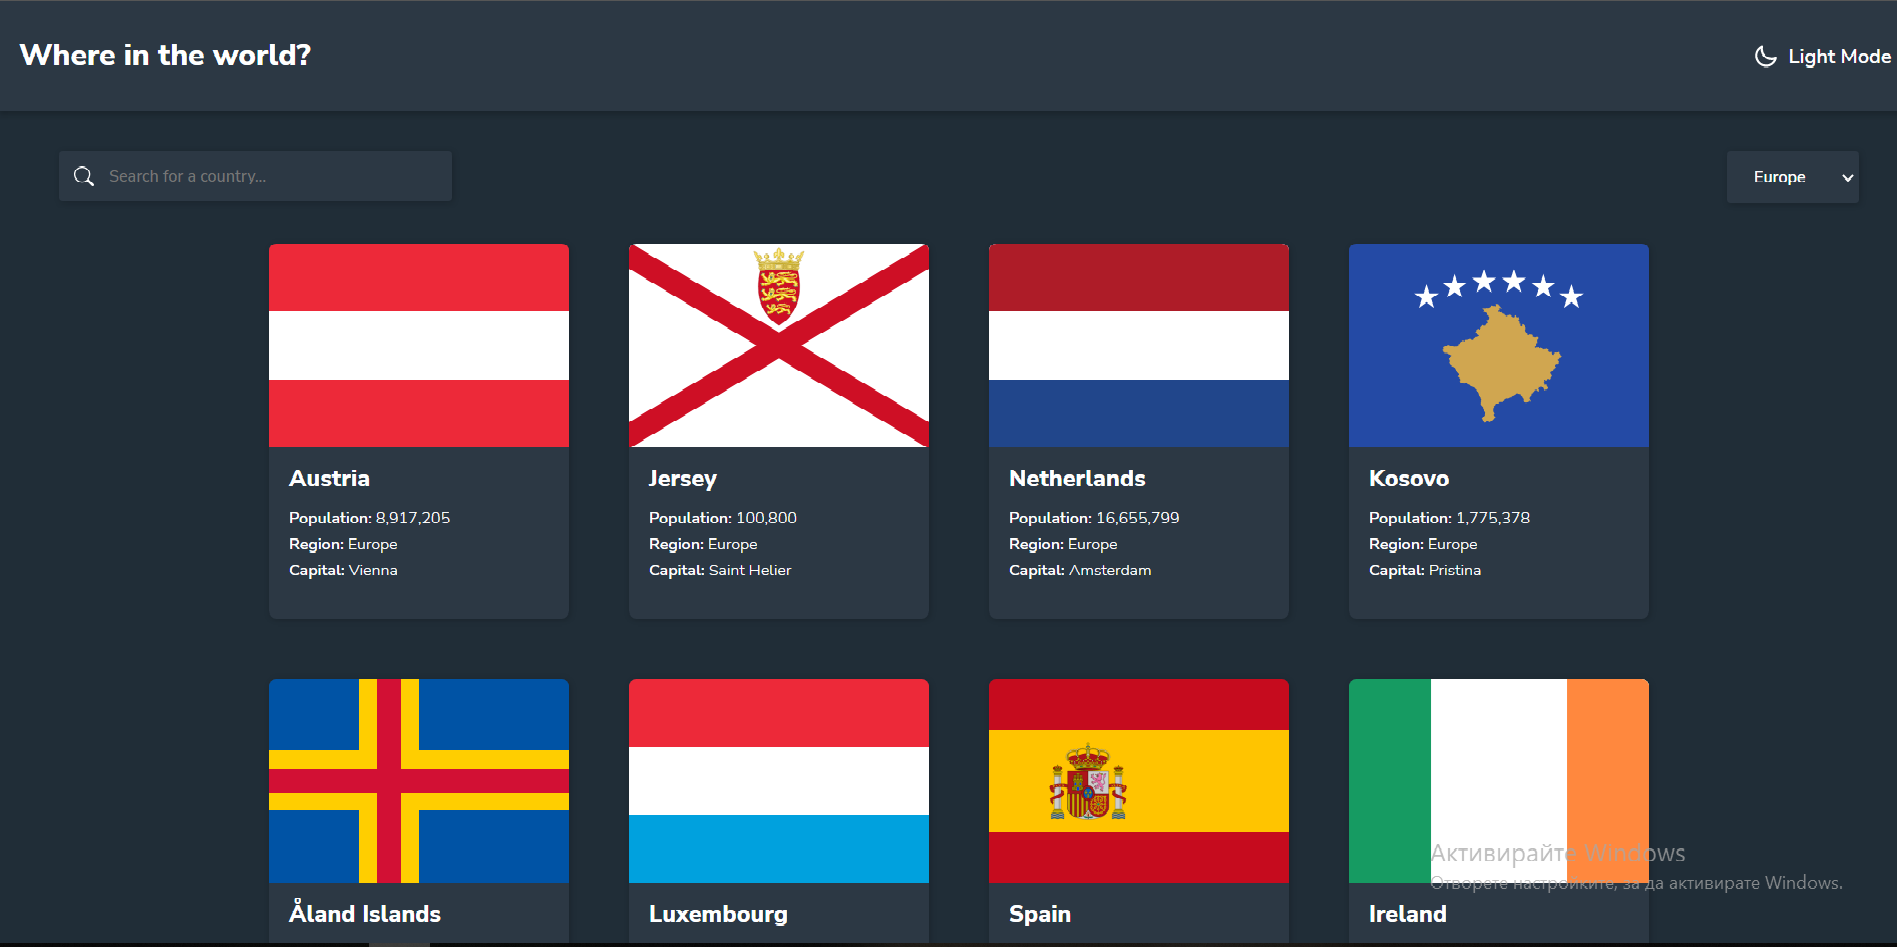 Where in the world?
Light Mode
Search for a country...
Europe
Austria
Population: 8,917,205
Region: Europe
Capital: Vienna
Jersey
Population: 100,800
Region: Europe
Capital: Saint Helier
Netherlands
Population: 16,655,799
Region: Europe
Capital: Amsterdam
Kosovo
Population: 1,775,378
Region: Europe
Capital: Pristina
Åland Islands
Luxembourg
Spain
Ireland
Активирайте Windows
Отворете настройките, за да активирате Windows.